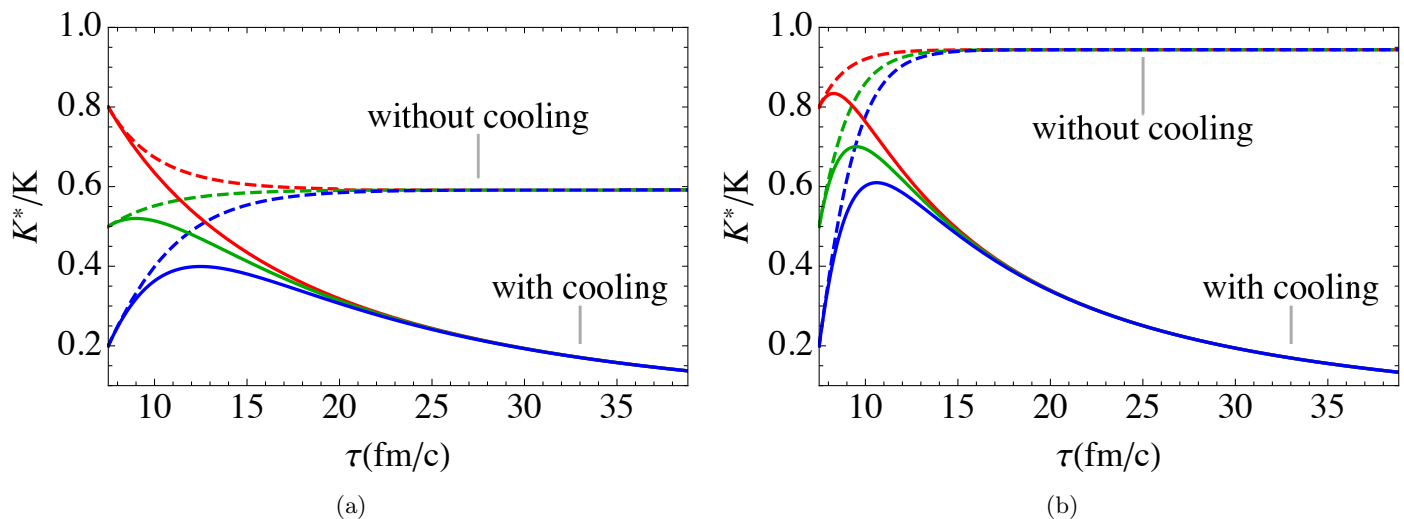 1.0
0.8
0.6
0.4
0.2
K*/K
without cooling
with cooling
10 15 20 25 30 35
τ(fm/c)
(a)
1.0
0.8
0.6
0.4
0.2
K*/K
without cooling
with cooling
10 15 20 25 30 35
τ(fm/c)
(b)